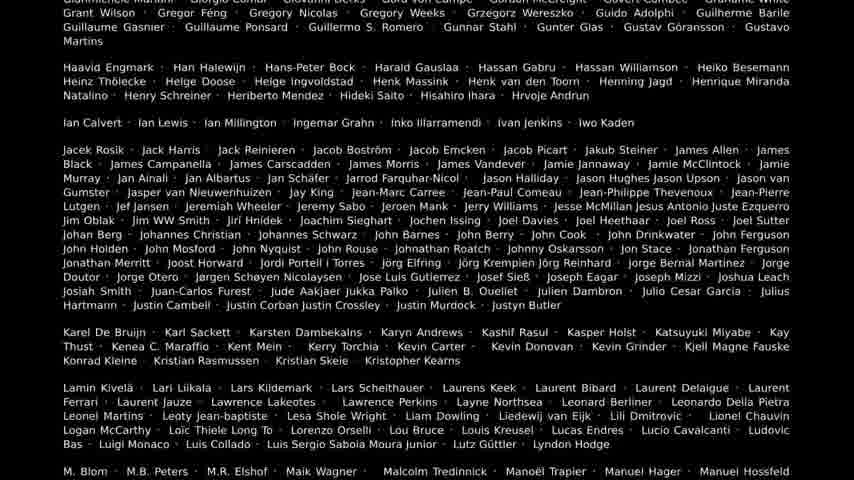 Grant Wilson · Gregor Féng · Gregory Nicolas · Gregory Weeks · Grzegorz Wereszko · Guido Adolphi · Guilherme Barile
Guillaume Gasnier · Guillaume Ponsard · Guillermo S. Romero · Gunnar Stahl · Gunter Glas · Gustav Göransson · Gustavo
Martins
Haavid Engmark · Han Halewijn · Hans-Peter Bock · Harald Gauslaa · Hassan Gabru · Hassan Williamson · Heiko Besemann
Heinz Thölecke · Helge Doose · Helge Ingvoldstad · Henk Massink · Henk van den Toorn · Henning Jagd · Henrique Miranda
Natalino · Henry Schreiner · Heriberto Mendez · Hideki Saito · Hisahiro Ihara · Hrvoje Andrun
Ian Calvert · Ian Lewis · Ian Millington · Ingemar Grahn · Inko Illarramendi · Ivan Jenkins · Iwo Kaden
Jacek Rosik · Jack Harris · Jack Reinieren · Jacob Boström · Jacob Emcken · Jacob Picart · Jakub Steiner · James Allen · James
Black · James Campanella · James Carscadden · James Morris · James Vandever · Jamie Jannaway · Jamie McClintock · Jamie
Murray · Jan Ainali · Jan Albartus · Jan Schäfer · Jarrod Farquhar-Nicol · Jason Halliday · Jason Hughes Jason Upson · Jason van
Gumster · Jasper van Nieuwenhuizen · Jay King · Jean-Marc Carree · Jean-Paul Comeau · Jean-Philippe Thevenoux · Jean-Pierre
Lutgen · Jef Jansen · Jeremiah Wheeler · Jeremy Sabo · Jeroen Mank · Jerry Williams · Jesse McMillan Jesus Antonio Juste Ezquerro
Jim Oblak · Jim WW Smith · Jiří Hnídek · Joachim Sieghart · Jochen Issing · Joel Davies · Joel Heethaar · Joel Ross · Joel Sutter
Johan Berg · Johannes Christian · Johannes Schwarz · John Barnes · John Berry · John Cook · John Drinkwater · John Ferguson
John Holden · John Mosford · John Nyquist · John Rouse · Johnathan Roatch · Johnny Oskarsson · Jon Stace · Jonathan Ferguson
Jonathan Merritt · Joost Horward · Jordi Portell i Torres · Jörg Elfring · Jörg Krempien Jörg Reinhard · Jorge Bernal Martinez · Jorge
Doutor · Jorge Otero · Jørgen Schøyen Nicolaysen · Jose Luis Gutierrez · Josef Sieß · Joseph Eagar · Joseph Mizzi · Joshua Leach
Josiah Smith · Juan-Carlos Furest · Jude Aakjaer Jukka Palko · Julien B. Ouellet · Julien Dambron · Julio Cesar Garcia · Julius
Hartmann · Justin Cambell · Justin Corban Justin Crossley · Justin Murdock · Justyn Butler
Karel De Bruijn · Karl Sackett · Karsten Dambekalns · Karyn Andrews · Kashif Rasul · Kasper Holst · Katsuyuki Miyabe · Kay
Thust · Kenea C. Maraffio · Kent Mein · Kerry Torchia · Kevin Carter · Kevin Donovan · Kevin Grinder · Kjell Magne Fauske
Konrad Kleine · Kristian Rasmussen · Kristian Skeie · Kristopher Kearns
Lamin Kivelä · Lari Liikala · Lars Kildemark · Lars Scheithauer · Laurens Keek · Laurent Bibard · Laurent Delaigue · Laurent
Ferrari · Laurent Jauze · Lawrence Lakeotes · Lawrence Perkins · Layne Northsea · Leonard Berliner · Leonardo Della Pietra
Leonel Martins · Leoty Jean-baptiste · Lesa Shole Wright · Liam Dowling · Liedewij van Eijk · Lili Dmitrovic · Lionel Chauvin
Logan McCarthy · Loïc Thiele Long To · Lorenzo Orselli · Lou Bruce · Louis Kreusel · Lucas Endres · Lucio Cavalcanti · Ludovic
Bas · Luigi Monaco · Luis Collado · Luis Sergio Saboia Moura Junior · Lutz Güttler · Lyndon Hodge
M. Blom · M.B. Peters · M.R. Elshof · Maik Wagner · Malcolm Tredinnick · Manoël Trapier · Manuel Hager · Manuel Hossfeld